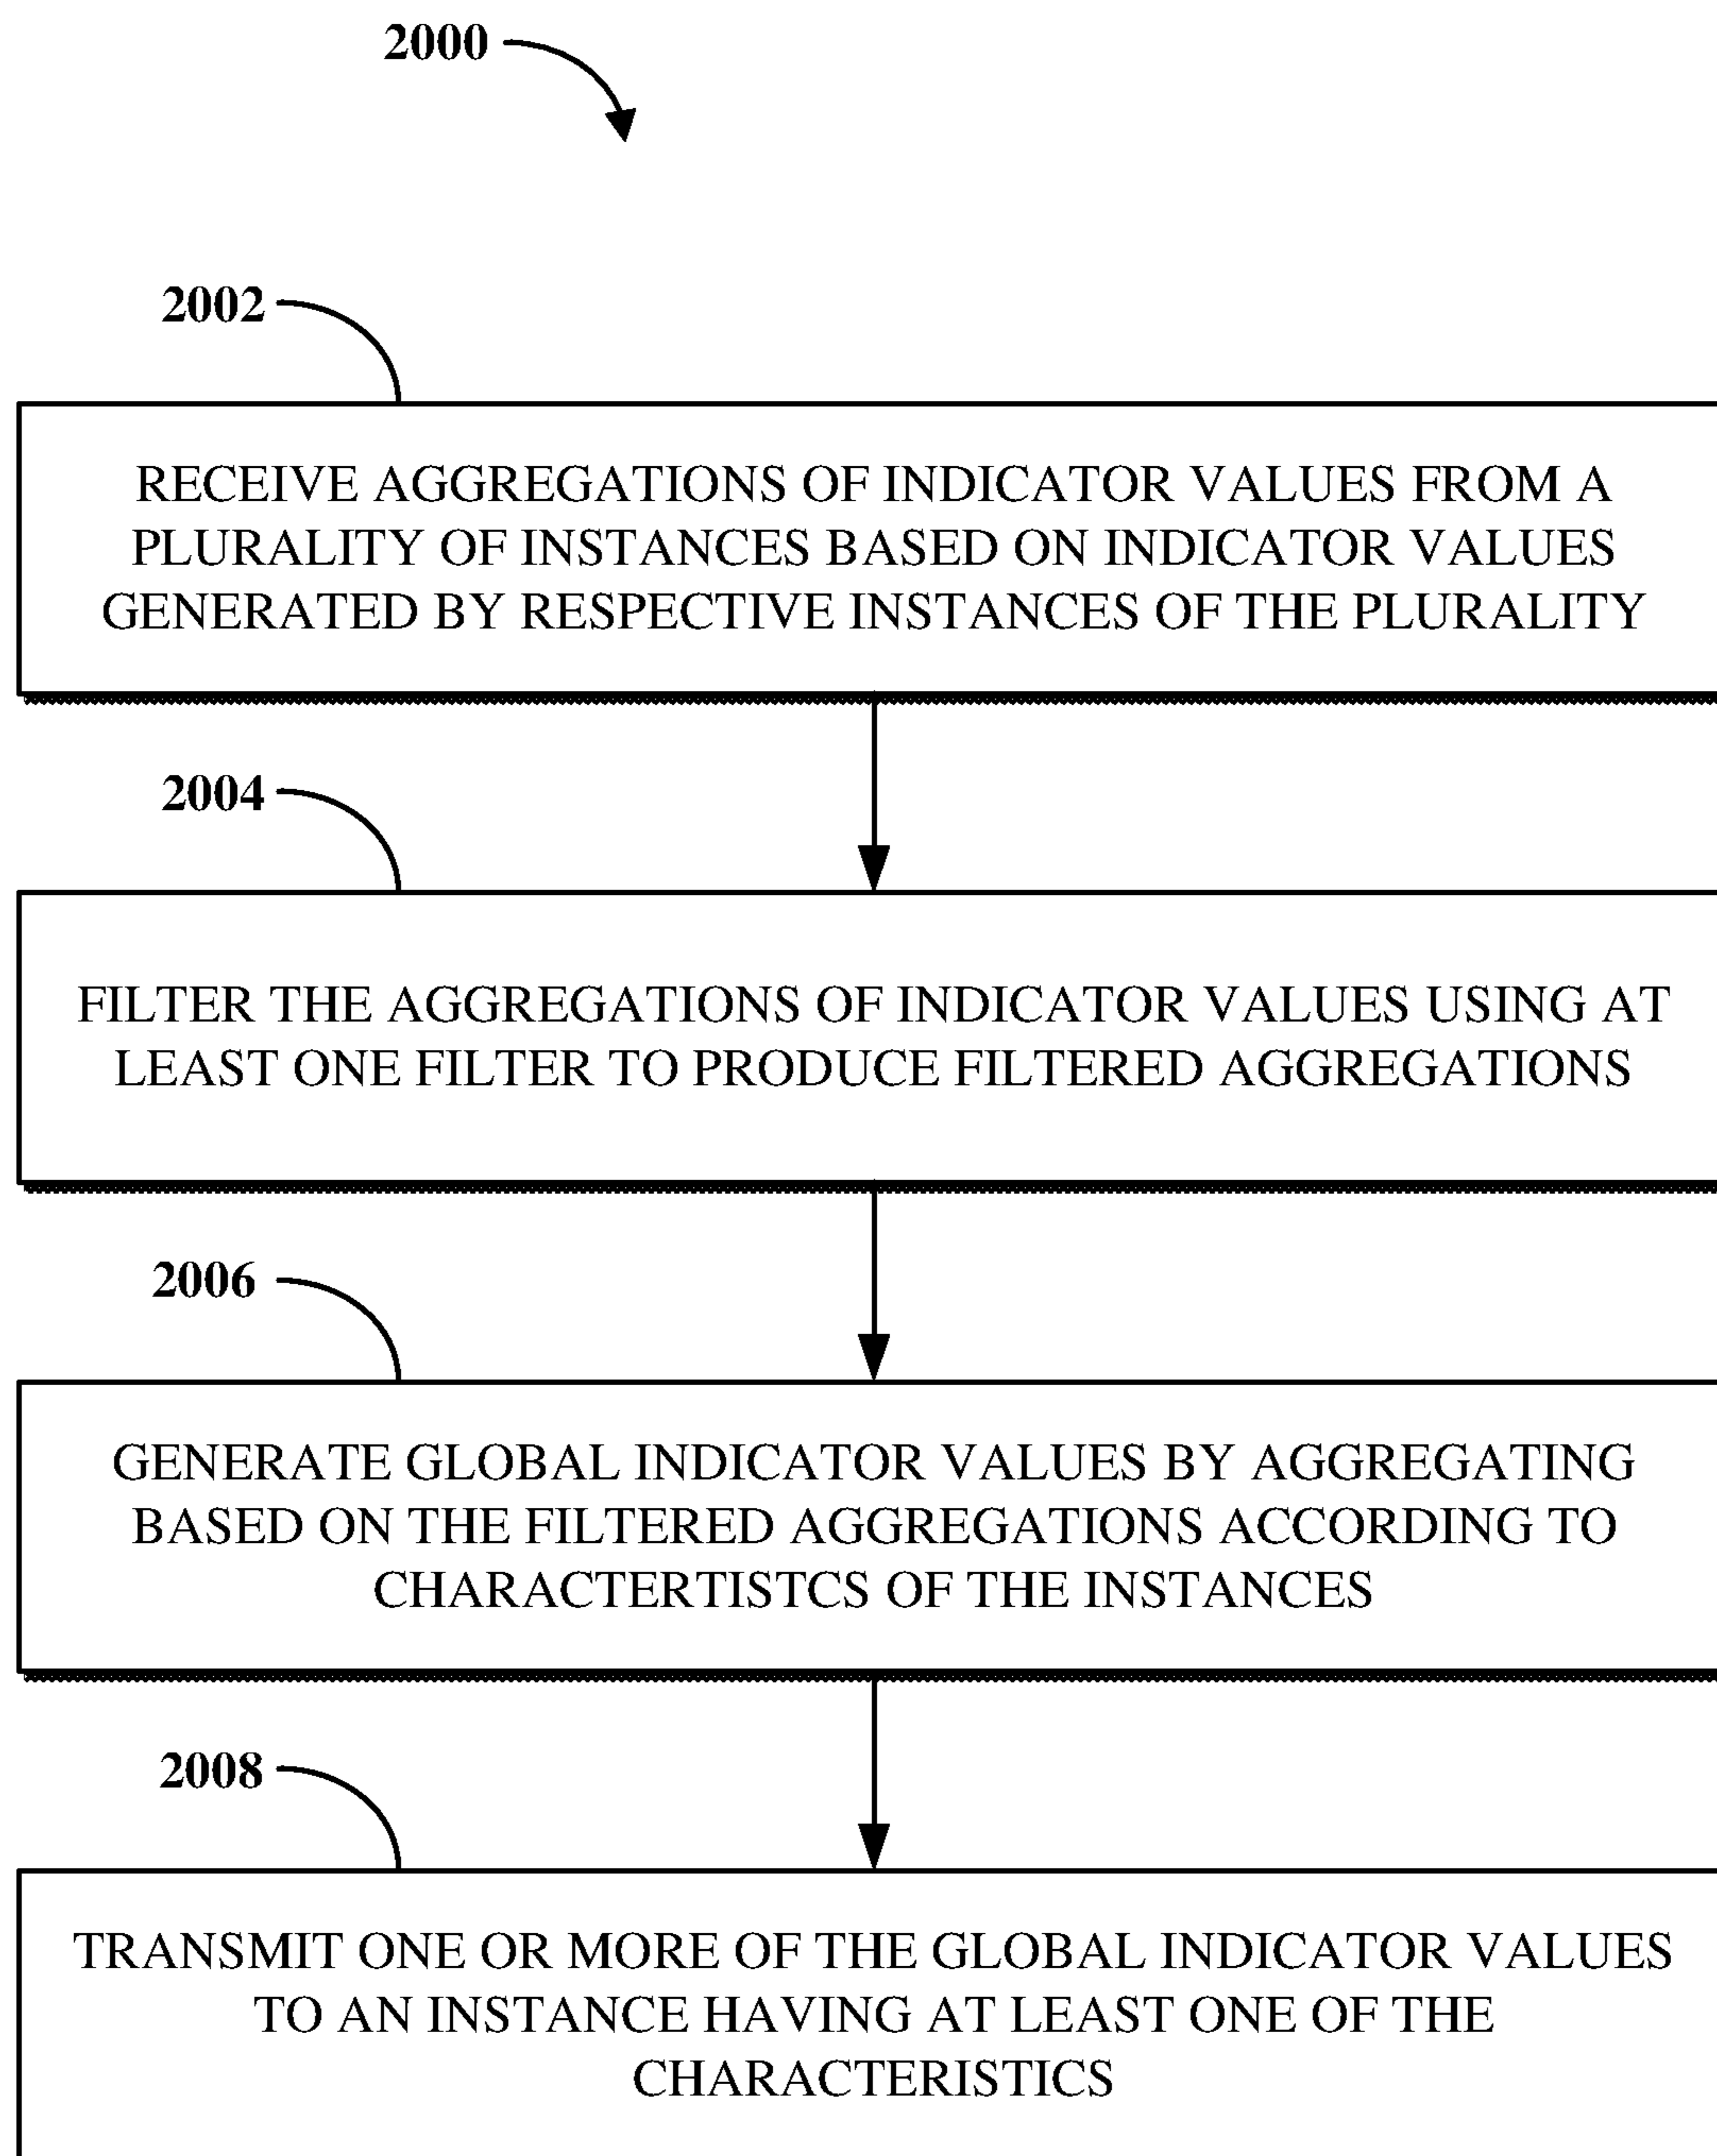 2000
2002
RECEIVE AGGREGATIONS OF INDICATOR VALUES FROM A
PLURALITY OF INSTANCES BASED ON INDICATOR VALUES
GENERATED BY RESPECTIVE INSTANCES OF THE PLURALITY
2004
FILTER THE AGGREGATIONS OF INDICATOR VALUES USING AT
LEAST ONE FILTER TO PRODUCE FILTERED AGGREGATIONS
2006
GENERATE GLOBAL INDICATOR VALUES BY AGGREGATING
BASED ON THE FILTERED AGGREGATIONS ACCORDING TO
CHARACTERTISTCS OF THE INSTANCES
2008
TRANSMIT ONE OR MORE OF THE GLOBAL INDICATOR VALUES
TO AN INSTANCE HAVING AT LEAST ONE OF THE
CHARACTERISTICS